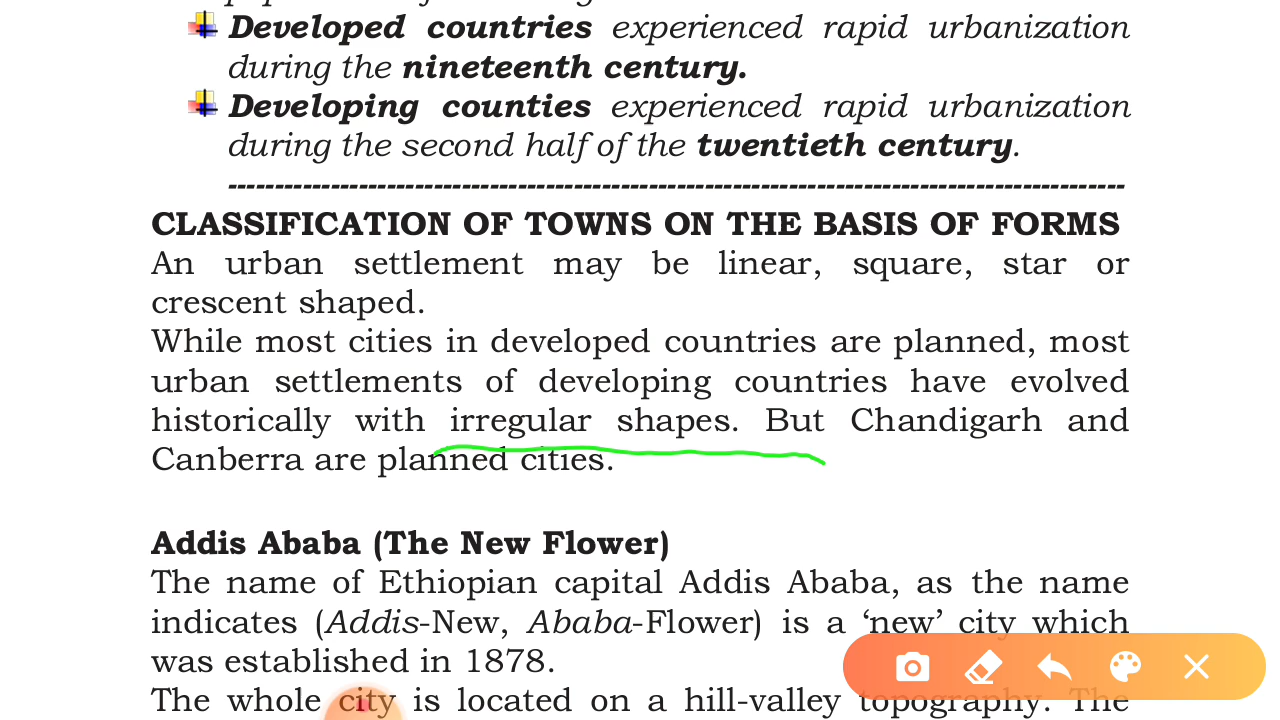 Developed countries experienced rapid urbanization
during the nineteenth century.
Developing counties experienced rapid urbanization
during the second half of the twentieth century.
CLASSIFICATION OF TOWNS ON THE BASIS OF FORMS
An urban settlement may be linear, square, star or
crescent shaped.
While most cities in developed countries are planned, most
urban settlements of developing countries have evolved
historically with irregular shapes. But Chandigarh and
Canberra are planned cities.
Addis Ababa (The New Flower)
The name of Ethiopian capital Addis Ababa, as the name
indicates (Addis-New, Ababa-Flower) is a ‘new’ city which
was established in 1878.
The whole city is located on a hill-valley topography. The